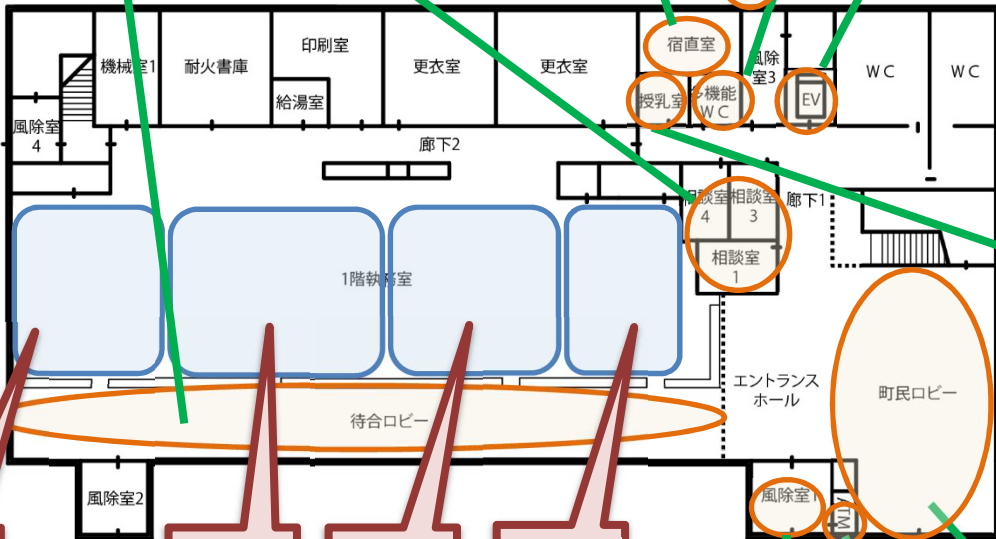 印刷室
宿直室
機械室1
耐火書庫
更衣室
更衣室
風除
室3
WC
WC
給湯室
授乳室
多機能
WC
EV
風除室
4
廊下2
相談室
4
相談室
3
廊下1
相談室
1
1階執務室
エントランス
ホール
町民ロビー
待合ロビー
風除室2
風除室1
ATM